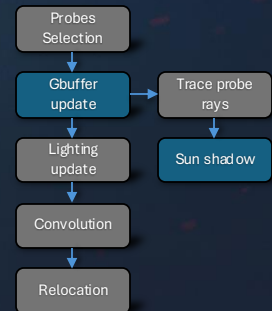 Probes
Selection
Gbuffer
update
Trace probe
rays
Lighting
update
Sun shadow
Convolution
Relocation